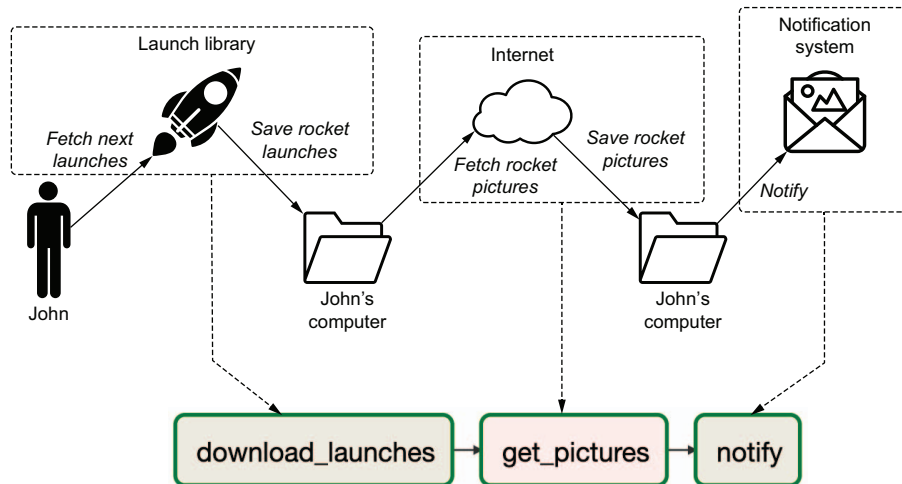 Launch library
Fetch next
launches
Save rocket
launches
John
John's
computer
Internet
Fetch rocket
pictures
Save rocket
pictures
John's
computer
Notification
system
Notify
download_launches
get_pictures
notify